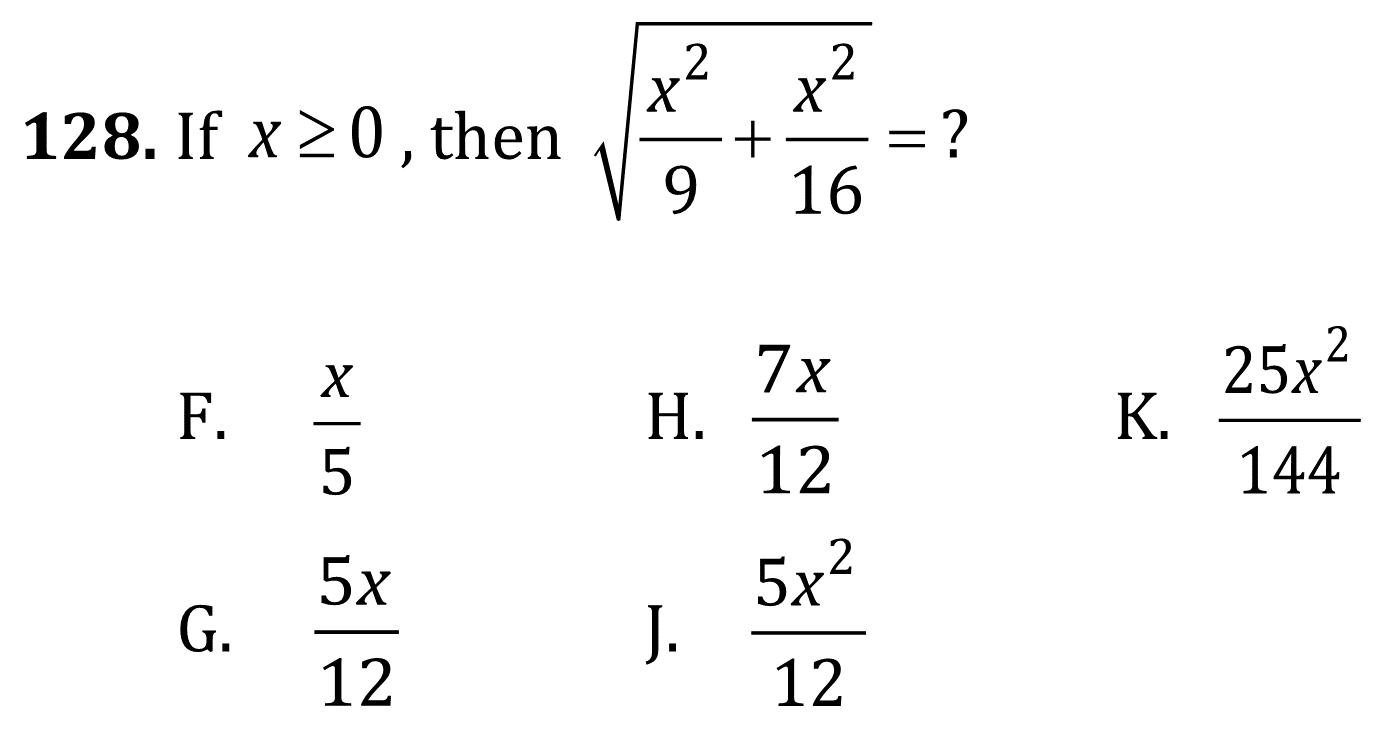 128. If x ≥ 0, then √(x²/9 + x²/16) = ?
F. x/5
H. 7x/12
K. 25x²/144
G. 5x/12
J. 5x²/12